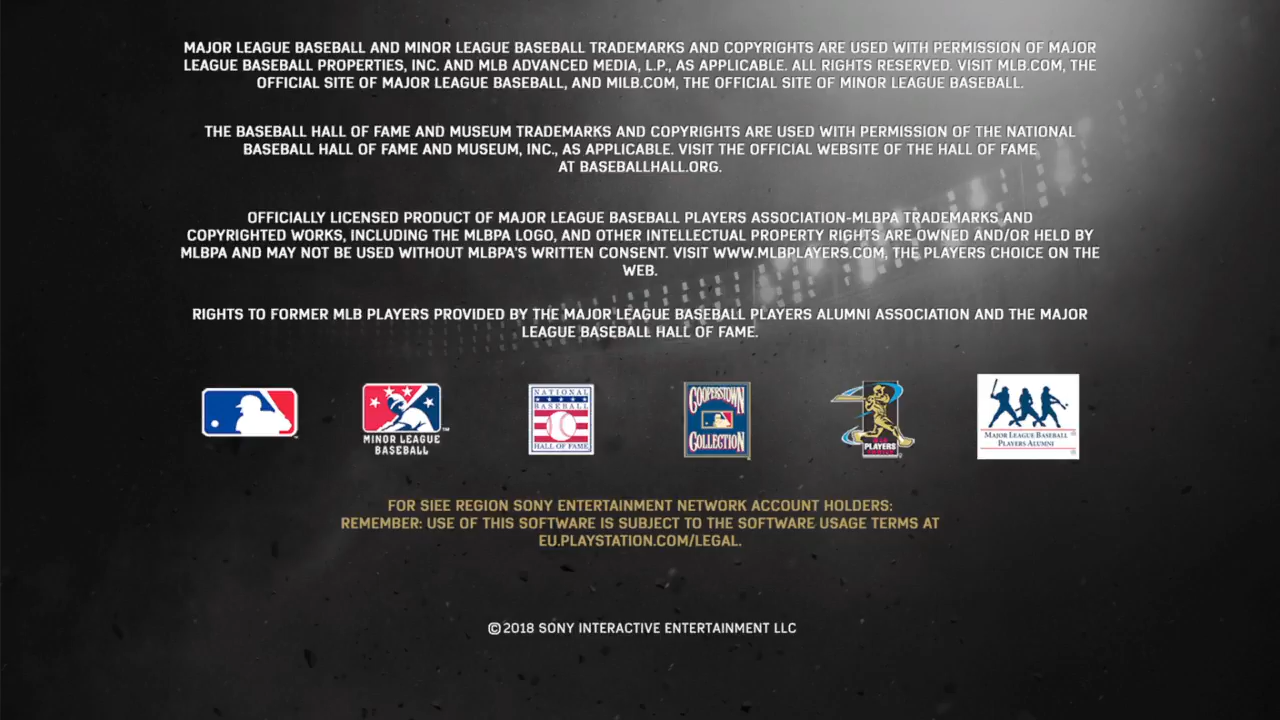 MAJOR LEAGUE BASEBALL AND MINOR LEAGUE BASEBALL TRADEMARKS AND COPYRIGHTS ARE USED WITH PERMISSION OF MAJOR
LEAGUE BASEBALL PROPERTIES, INC. AND MLB ADVANCED MEDIA, L.P., AS APPLICABLE. ALL RIGHTS RESERVED. VISIT MLB.COM, THE
OFFICIAL SITE OF MAJOR LEAGUE BASEBALL, AND MILB.COM, THE OFFICIAL SITE OF MINOR LEAGUE BASEBALL.
THE BASEBALL HALL OF FAME AND MUSEUM TRADEMARKS AND COPYRIGHTS ARE USED WITH PERMISSION OF THE NATIONAL
BASEBALL HALL OF FAME AND MUSEUM, INC., AS APPLICABLE. VISIT THE OFFICIAL WEBSITE OF THE HALL OF FAME
AT BASEBALLHALL.ORG.
OFFICIALLY LICENSED PRODUCT OF MAJOR LEAGUE BASEBALL PLAYERS ASSOCIATION-MLBPA TRADEMARKS AND
COPYRIGHTED WORKS, INCLUDING THE MLBPA LOGO, AND OTHER INTELLECTUAL PROPERTY RIGHTS ARE OWNED AND/OR HELD BY
MLBPA AND MAY NOT BE USED WITHOUT MLBPA'S WRITTEN CONSENT. VISIT WWW.MLBPLAYERS.COM, THE PLAYERS CHOICE ON THE
WEB.
RIGHTS TO FORMER MLB PLAYERS PROVIDED BY THE MAJOR LEAGUE BASEBALL PLAYERS ALUMNI ASSOCIATION AND THE MAJOR
LEAGUE BASEBALL HALL OF FAME.
MINOR LEAGUE
BASEBALL
NATIONAL
BASEBALL
HALL OF FAME
COOPERSTOWN
COLLECTION
PLAYERS
MAJOR LEAGUE BASEBALL
PLAYERS ALUMNI
FOR SIEE REGION SONY ENTERTAINMENT NETWORK ACCOUNT HOLDERS:
REMEMBER: USE OF THIS SOFTWARE IS SUBJECT TO THE SOFTWARE USAGE TERMS AT
EU.PLAYSTATION.COM/LEGAL.
©2018 SONY INTERACTIVE ENTERTAINMENT LLC